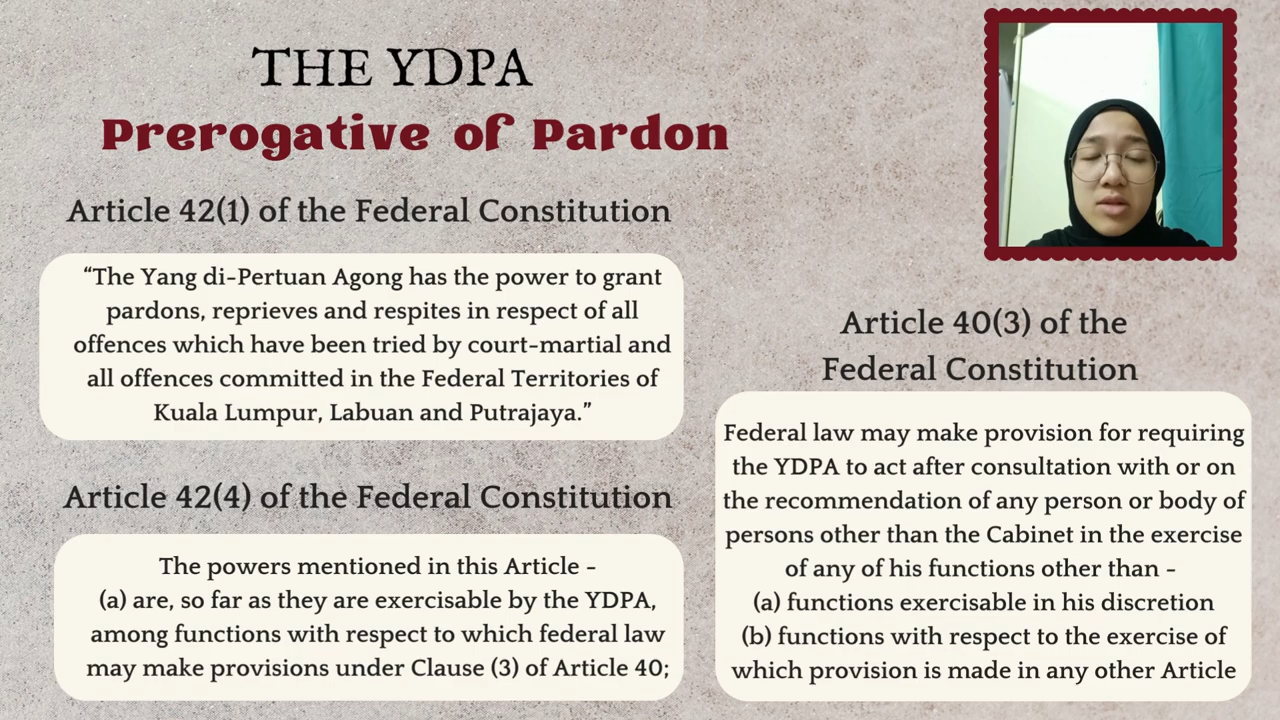 THE YDPA
Prerogative of Pardon
Article 42(1) of the Federal Constitution
“The Yang di-Pertuan Agong has the power to grant
pardons, reprieves and respites in respect of all
offences which have been tried by court-martial and
all offences committed in the Federal Territories of
Kuala Lumpur, Labuan and Putrajaya.”
Article 42(4) of the Federal Constitution
The powers mentioned in this Article -
(a) are, so far as they are exercisable by the YDPA,
among functions with respect to which federal law
may make provisions under Clause (3) of Article 40;
Article 40(3) of the
Federal Constitution
Federal law may make provision for requiring
the YDPA to act after consultation with or on
the recommendation of any person or body of
persons other than the Cabinet in the exercise
of any of his functions other than -
(a) functions exercisable in his discretion
(b) functions with respect to the exercise of
which provision is made in any other Article